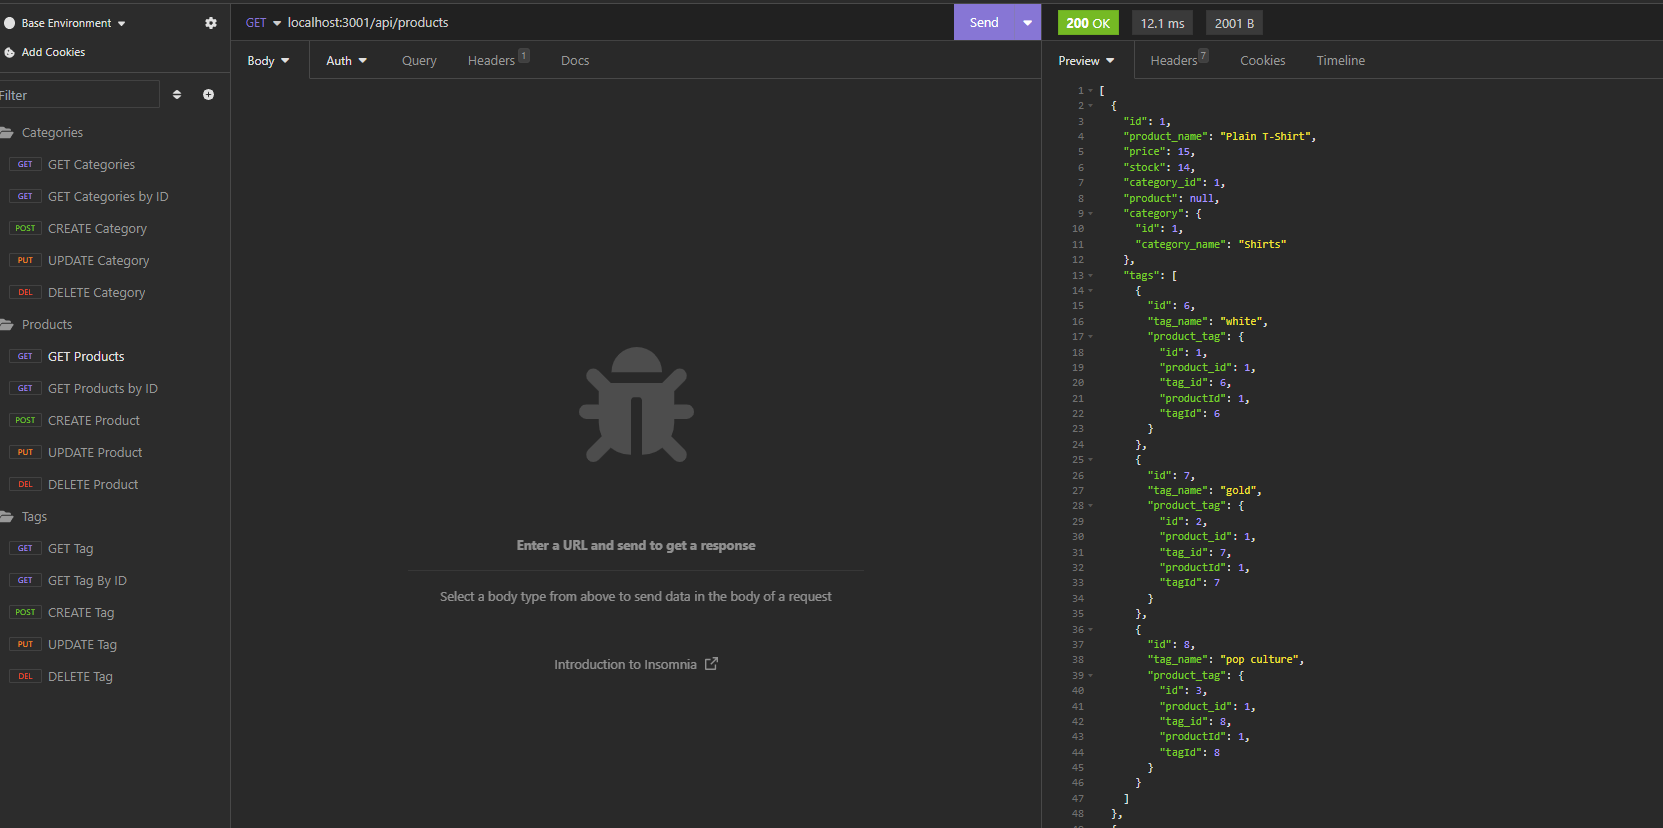 Base Environment
Add Cookies
Filter
Categories
GET GET Categories
GET GET Categories by ID
POST CREATE Category
PUT UPDATE Category
DEL DELETE Category
Products
GET GET Products
GET GET Products by ID
POST CREATE Product
PUT UPDATE Product
DEL DELETE Product
Tags
GET GET Tag
GET GET Tag By ID
POST CREATE Tag
PUT UPDATE Tag
DEL DELETE Tag
GET localhost:3001/api/products Send
Body Auth Query Headers 1 Docs
Enter a URL and send to get a response
Select a body type from above to send data in the body of a request
Introduction to Insomnia
200 OK 12.1 ms 2001 B
Preview Headers 7 Cookies Timeline
1 [
2 {
3 "id": 1,
4 "product_name": "Plain T-Shirt",
5 "price": 15,
6 "stock": 14,
7 "category_id": 1,
8 "product": null,
9 "category": {
10 "id": 1,
11 "category_name": "Shirts"
12 },
13 "tags": [
14 {
15 "id": 6,
16 "tag_name": "white",
17 "product_tag": {
18 "id": 1,
19 "product_id": 1,
20 "tag_id": 6,
21 "productId": 1,
22 "tagId": 6
23 }
24 },
25 {
26 "id": 7,
27 "tag_name": "gold",
28 "product_tag": {
29 "id": 2,
30 "product_id": 1,
31 "tag_id": 7,
32 "productId": 1,
33 "tagId": 7
34 }
35 },
36 {
37 "id": 8,
38 "tag_name": "pop culture",
39 "product_tag": {
40 "id": 3,
41 "product_id": 1,
42 "tag_id": 8,
43 "productId": 1,
44 "tagId": 8
45 }
46 }
47 ]
48 },